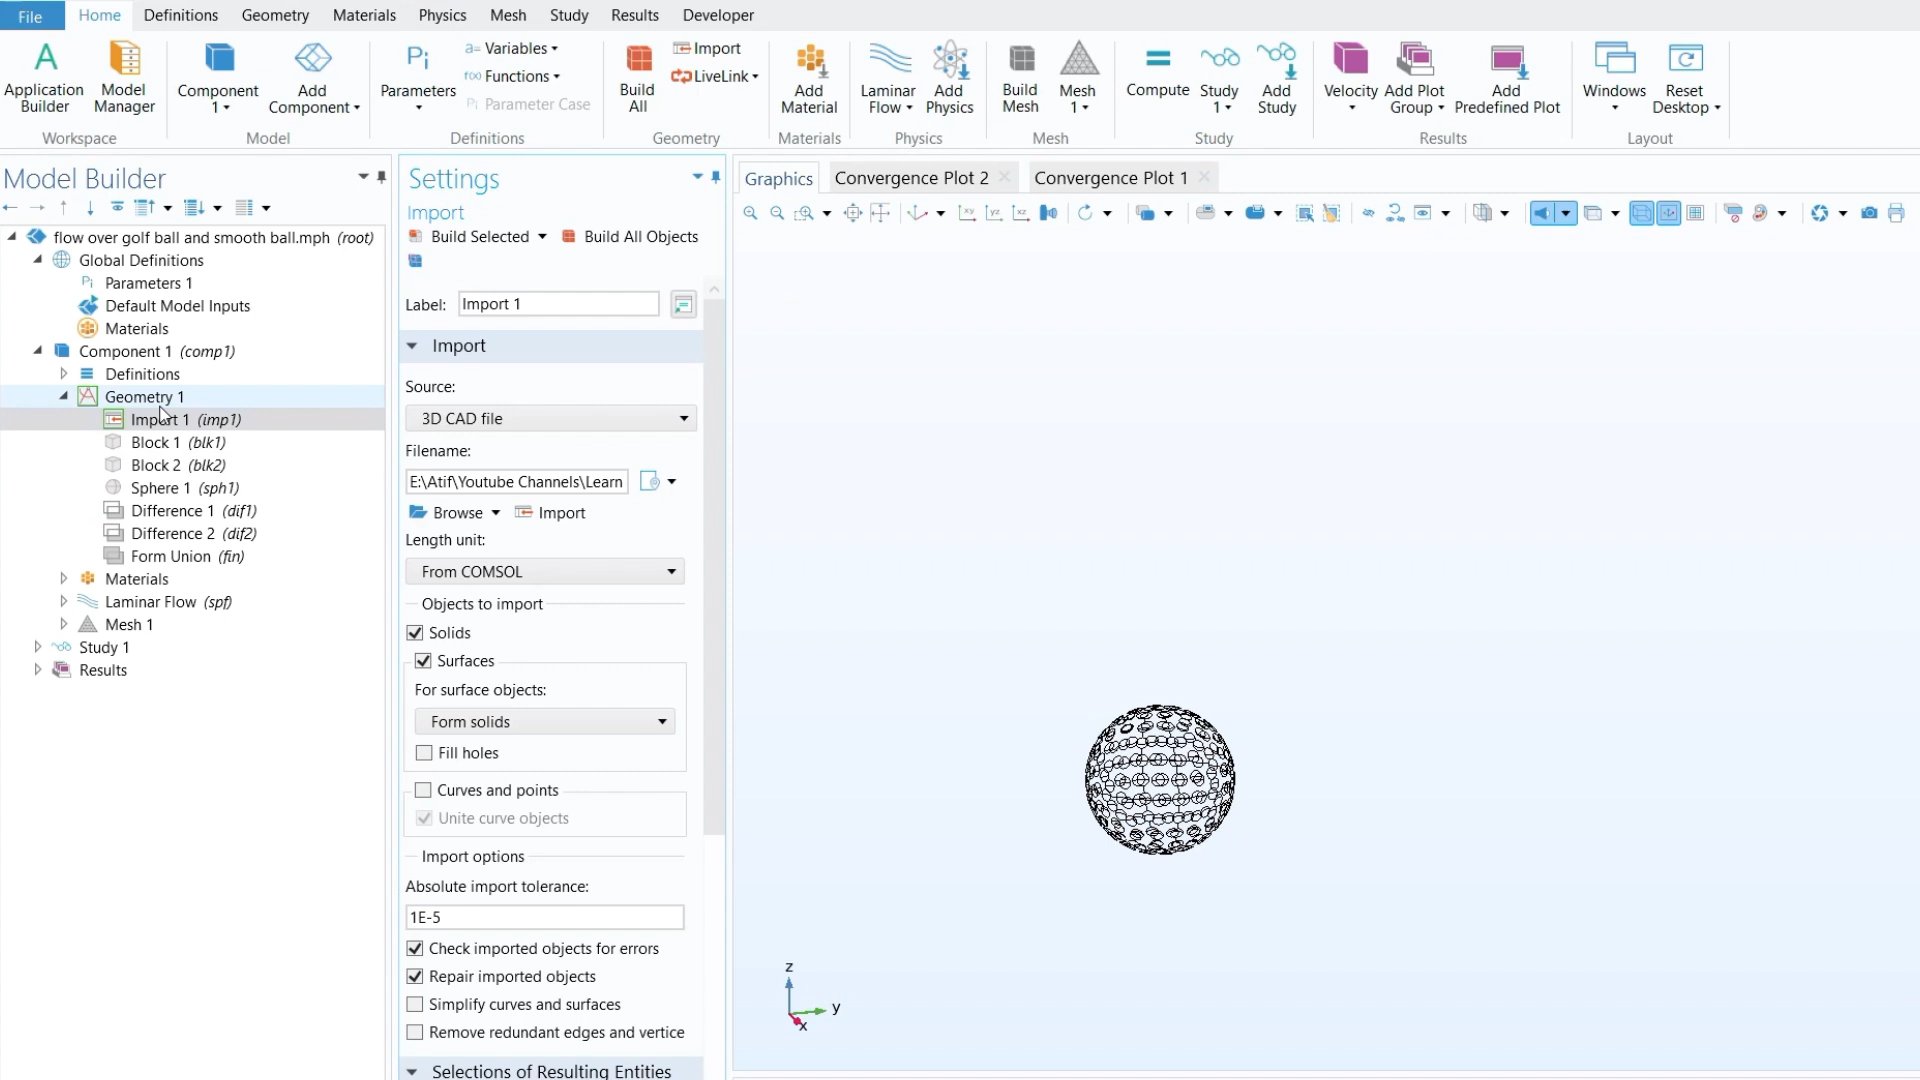 File Home Definitions Geometry Materials Physics Mesh Study Results Developer
Application Builder
Model Manager
Workspace
Component 1
Add Component
Model
Pi Parameters
a= Variables
f(x) Functions
Pi Parameter Case
Definitions
Build All
Import
LiveLink
Geometry
Add Material
Materials
Laminar Flow
Add Physics
Physics
Build Mesh
Mesh 1
Mesh
Compute
Study 1
Add Study
Study
Velocity
Add Plot Group
Add Predefined Plot
Results
Windows
Reset Desktop
Layout
Model Builder
flow over golf ball and smooth ball.mph (root)
Global Definitions
Pi Parameters 1
Default Model Inputs
Materials
Component 1 (comp1)
Definitions
Geometry 1
Import 1 (imp1)
Block 1 (blk1)
Block 2 (blk2)
Sphere 1 (sph1)
Difference 1 (dif1)
Difference 2 (dif2)
Form Union (fin)
Materials
Laminar Flow (spf)
Mesh 1
Study 1
Results
Settings
Import
Build Selected Build All Objects
Label: Import 1
Import
Source:
3D CAD file
Filename:
E:\Atif\Youtube Channels\Learn
Browse Import
Length unit:
From COMSOL
Objects to import
Solids
Surfaces
For surface objects:
Form solids
Fill holes
Curves and points
Unite curve objects
Import options
Absolute import tolerance:
1E-5
Check imported objects for errors
Repair imported objects
Simplify curves and surfaces
Remove redundant edges and vertice
Selections of Resulting Entities
Graphics Convergence Plot 2 Convergence Plot 1
xy yz xz
z
y
x